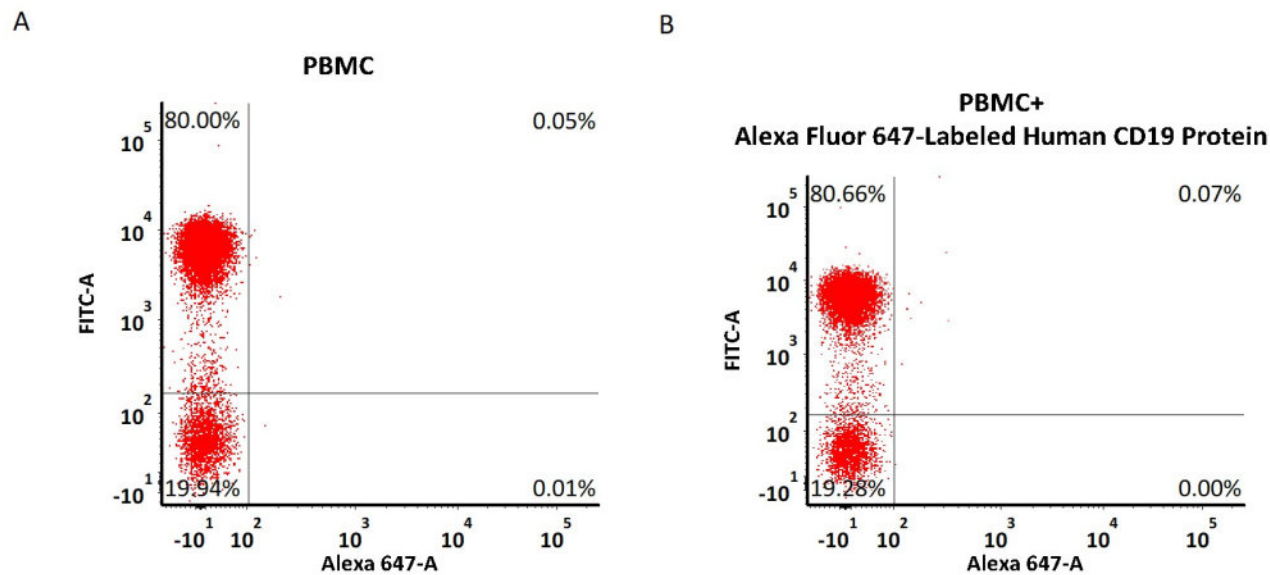 A
PBMC
80.00%
0.05%
10^5
10^4
10^3
10^2
-10^1
FITC-A
19.94%
0.01%
-10^1 10^2 10^3 10^4 10^5
Alexa 647-A
B
PBMC+
Alexa Fluor 647-Labeled Human CD19 Protein
80.66%
0.07%
10^5
10^4
10^3
10^2
-10^1
FITC-A
19.28%
0.00%
-10^1 10^2 10^3 10^4 10^5
Alexa 647-A